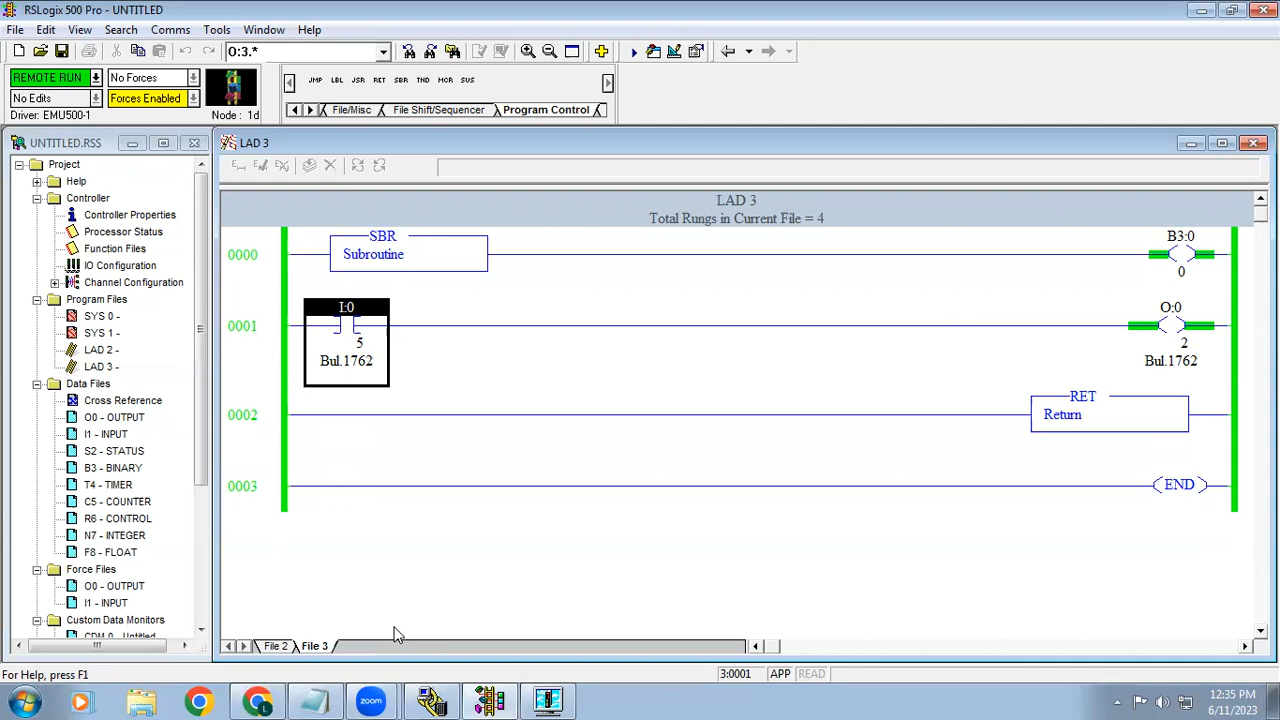 RSLogix 500 Pro - UNTITLED
File Edit View Search Comms Tools Window Help
O:3.*
REMOTE RUN No Forces
No Edits Forces Enabled
Driver: EMU500-1 Node : 1d
JMP LBL JSR RET SBR TND MCR SUS
File/Misc File Shift/Sequencer Program Control
UNTITLED.RSS
Project
Help
Controller
Controller Properties
Processor Status
Function Files
IO Configuration
Channel Configuration
Program Files
SYS 0 -
SYS 1 -
LAD 2 -
LAD 3 -
Data Files
Cross Reference
O0 - OUTPUT
I1 - INPUT
S2 - STATUS
B3 - BINARY
T4 - TIMER
C5 - COUNTER
R6 - CONTROL
N7 - INTEGER
F8 - FLOAT
Force Files
O0 - OUTPUT
I1 - INPUT
Custom Data Monitors
CDM 0 - Untitled
LAD 3
LAD 3
Total Rungs in Current File = 4
SBR B3:0
0000 Subroutine
0
I:0 O:0
0001
5 2
Bul.1762 Bul.1762
RET
0002 Return
0003 END
File 2 File 3
For Help, press F1 3:0001 APP READ
zoom
12:35 PM
6/11/2023